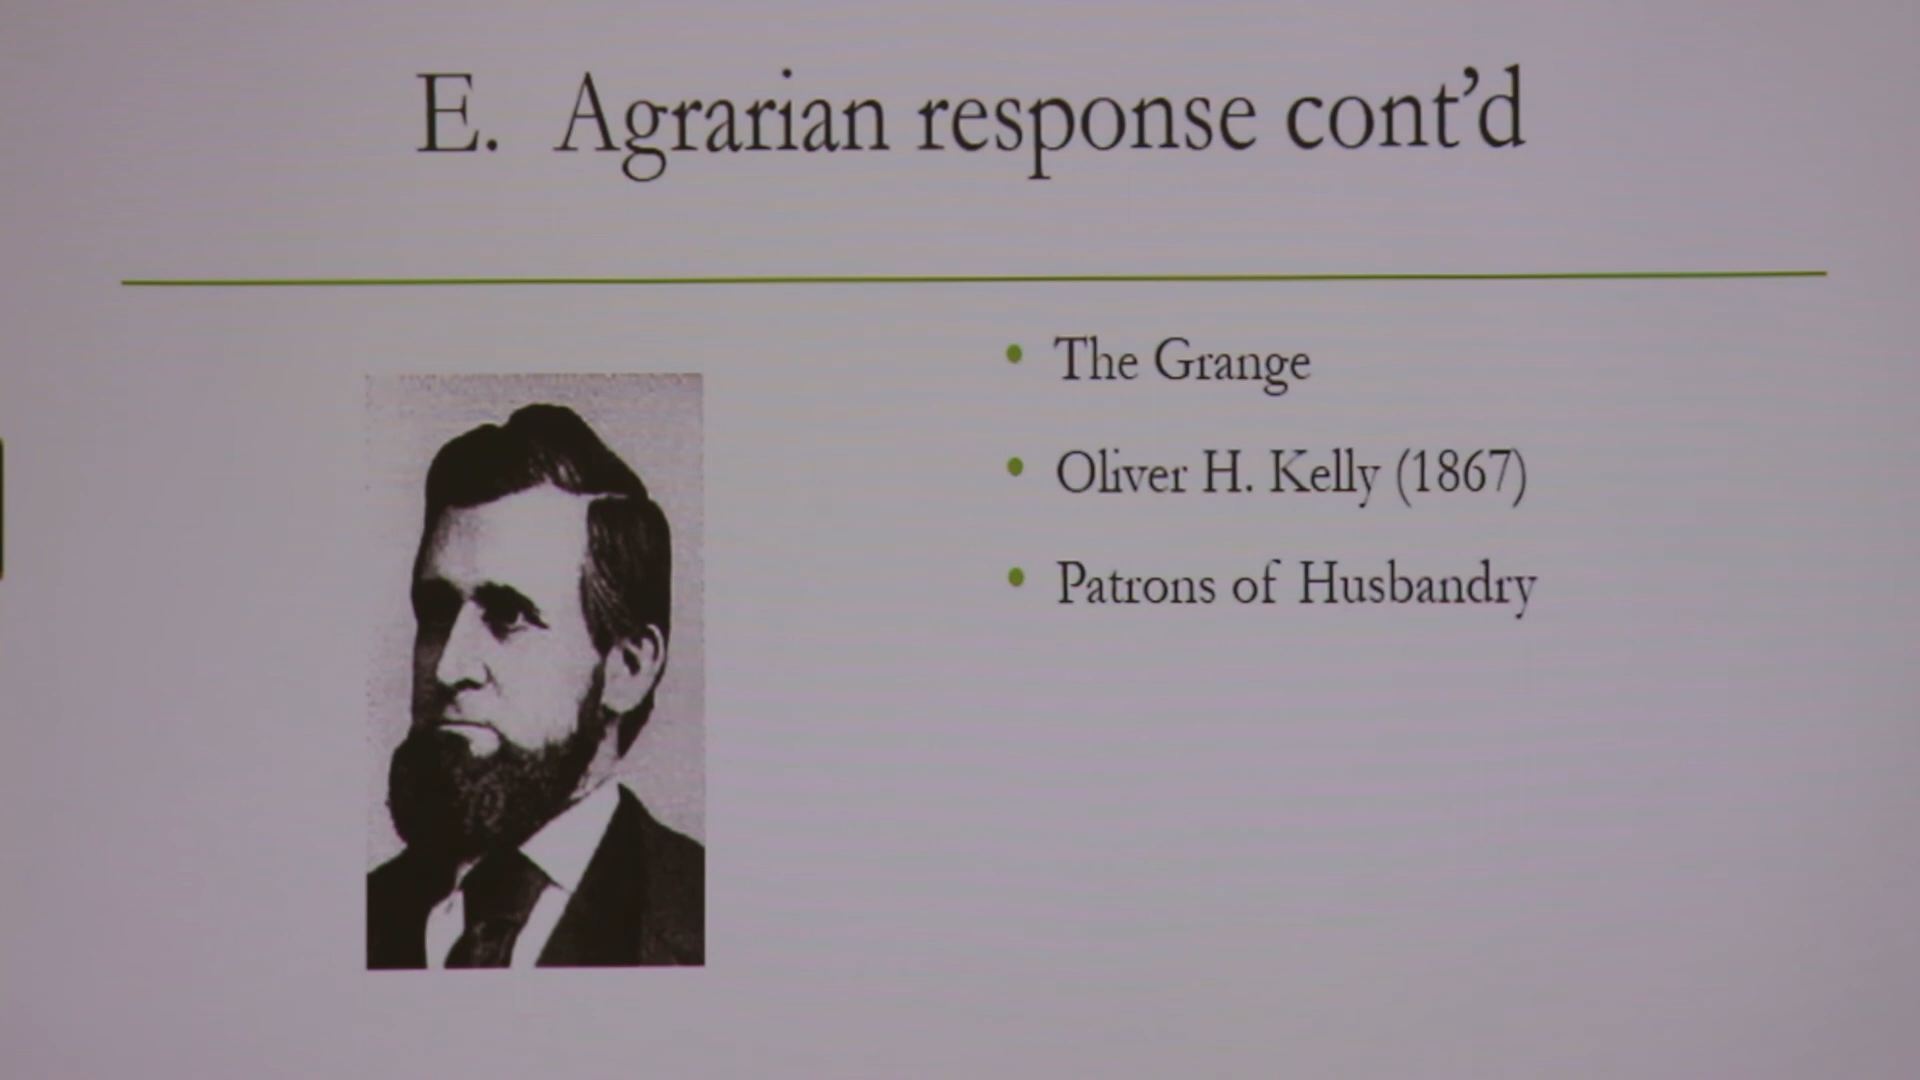 E. Agrarian response cont’d
• The Grange
• Oliver H. Kelly (1867)
• Patrons of Husbandry